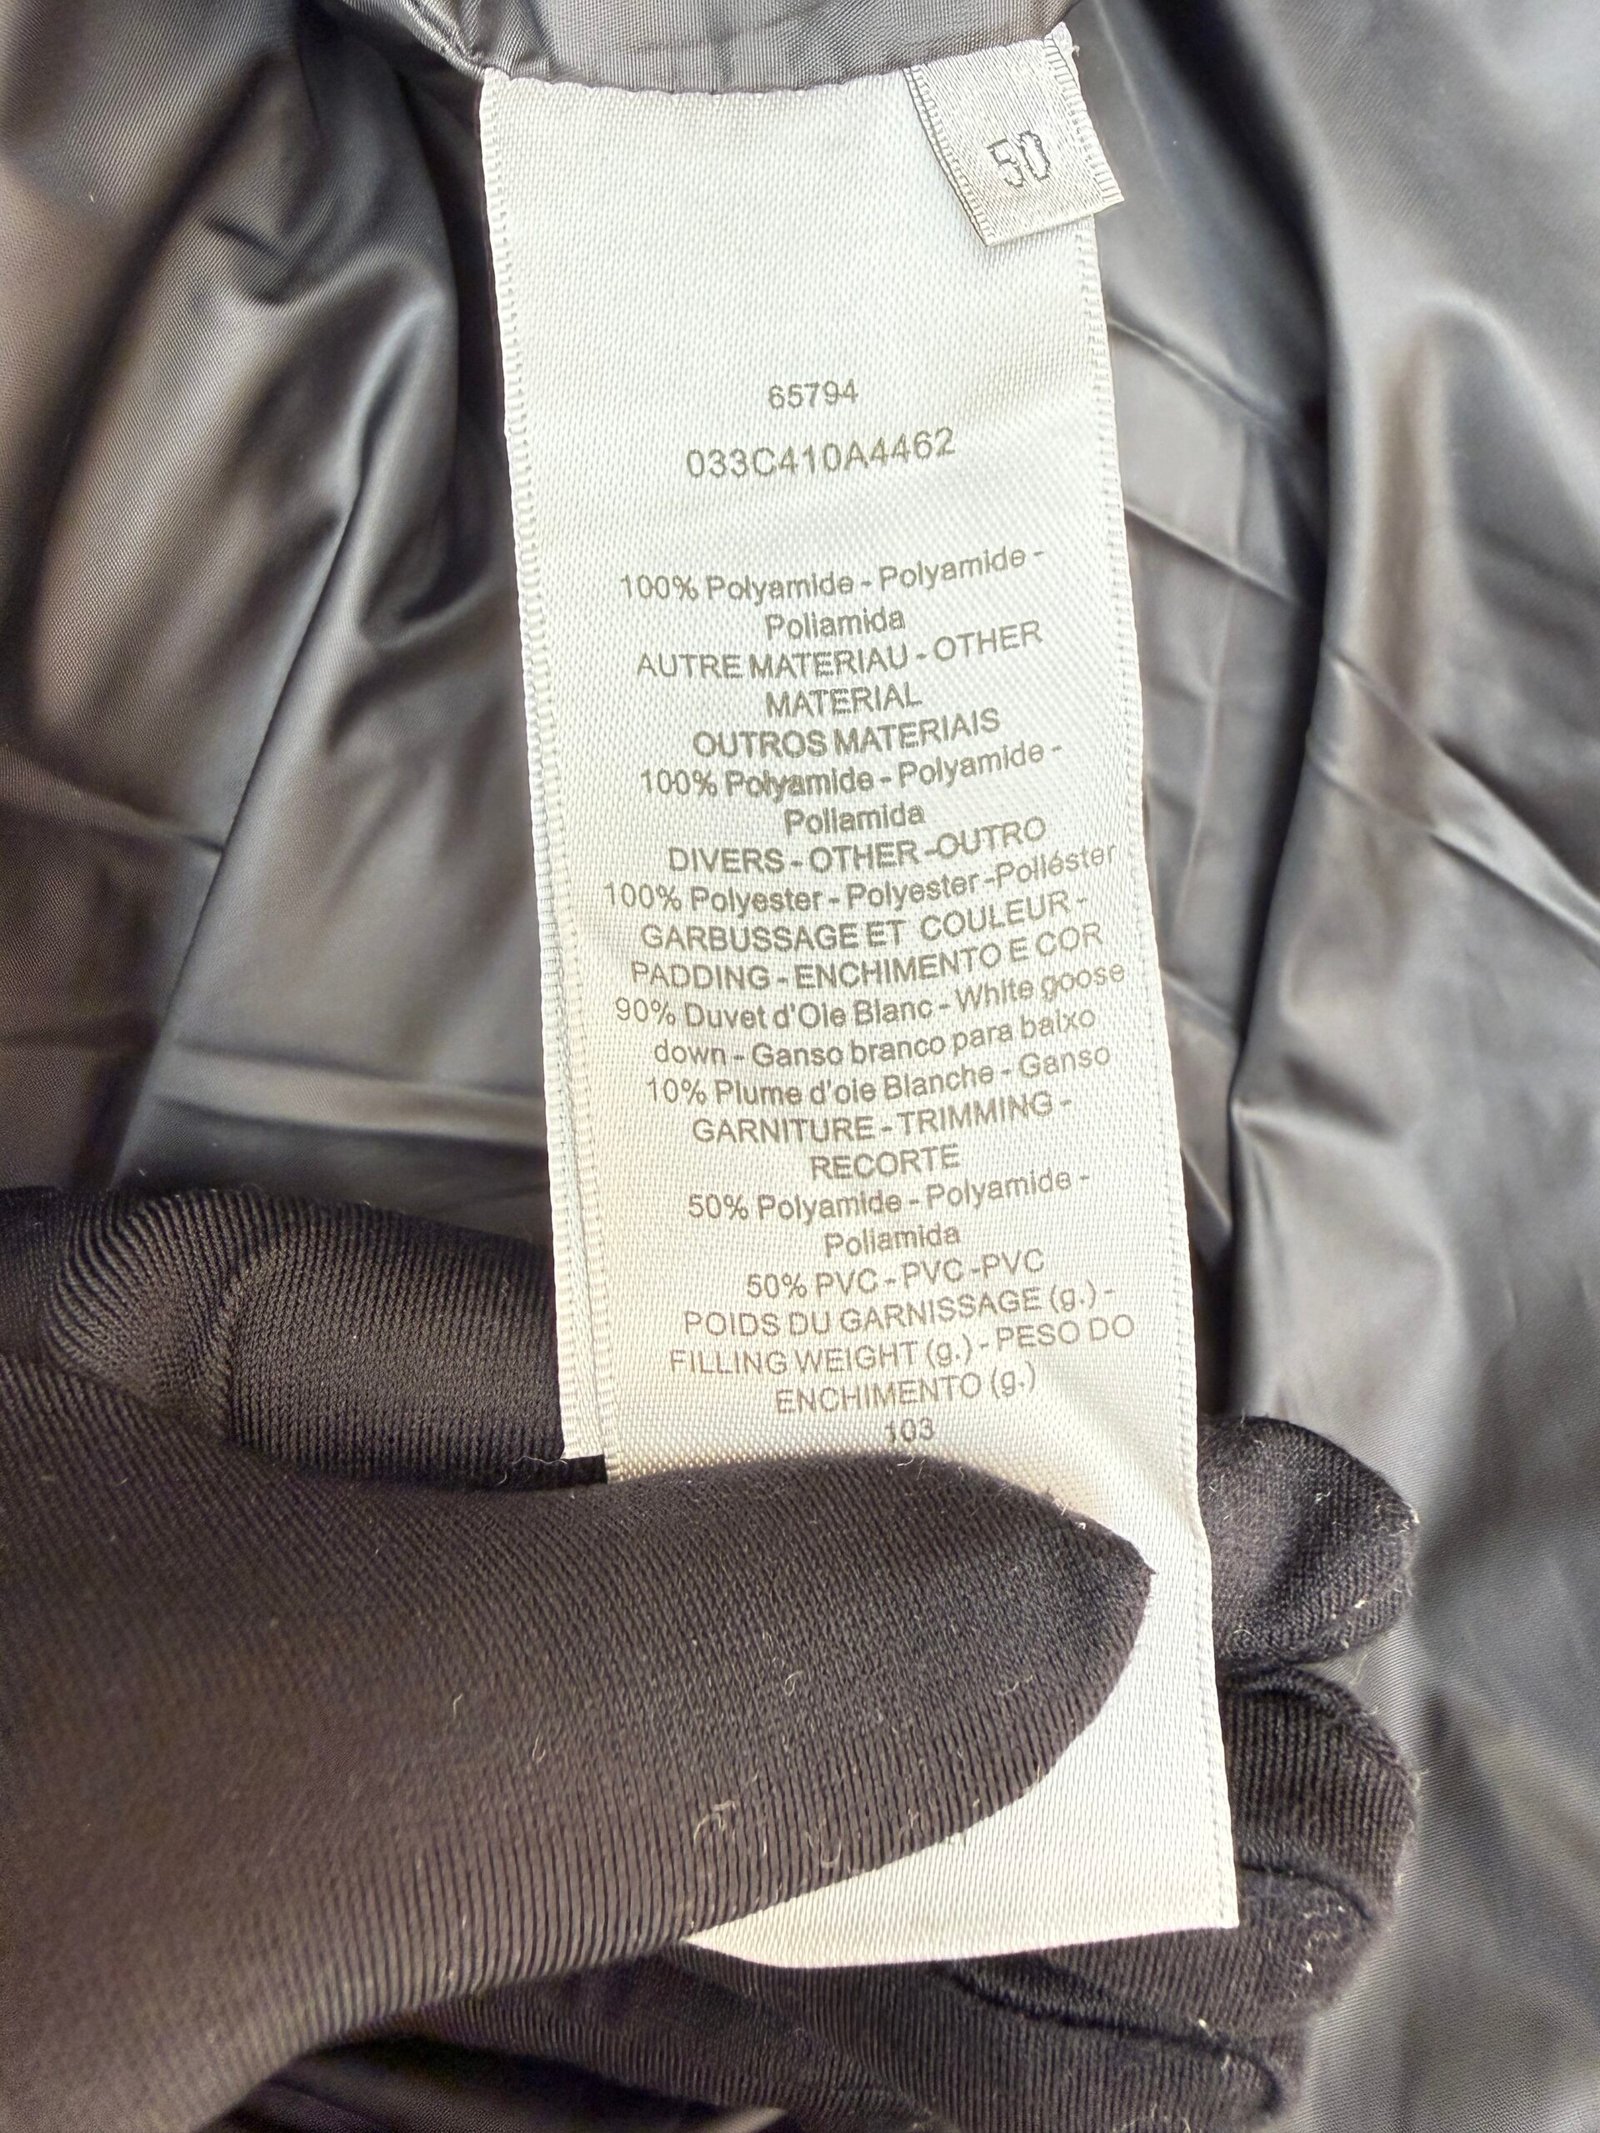 50
65794
033C410A4462
100% Polyamide - Polyamide -
Poliamida
AUTRE MATERIAU - OTHER
MATERIAL
OUTROS MATERIAIS
100% Polyamide - Polyamide -
Poliamida
DIVERS - OTHER -OUTRO
100% Polyester - Polyester -Poliéster
GARBUSSAGE ET COULEUR -
PADDING - ENCHIMENTO E COR
90% Duvet d'Oie Blanc - White goose
down - Ganso branco para baixo
10% Plume d'oie Blanche - Ganso
GARNITURE - TRIMMING -
RECORTE
50% Polyamide - Polyamide -
Poliamida
50% PVC - PVC -PVC
POIDS DU GARNISSAGE (g.) -
FILLING WEIGHT (g.) - PESO DO
ENCHIMENTO (g.)
103